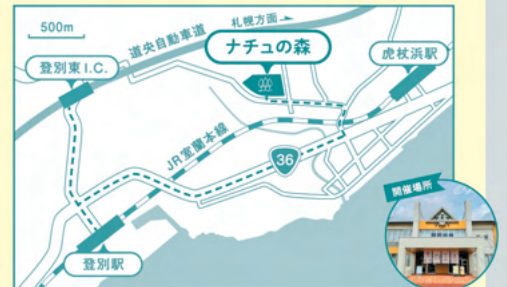 500m
道央自動車道
札幌方面
ナチュの森
虎杖浜駅
登別東I.C.
JR室蘭本線
36
開催場所
登別駅